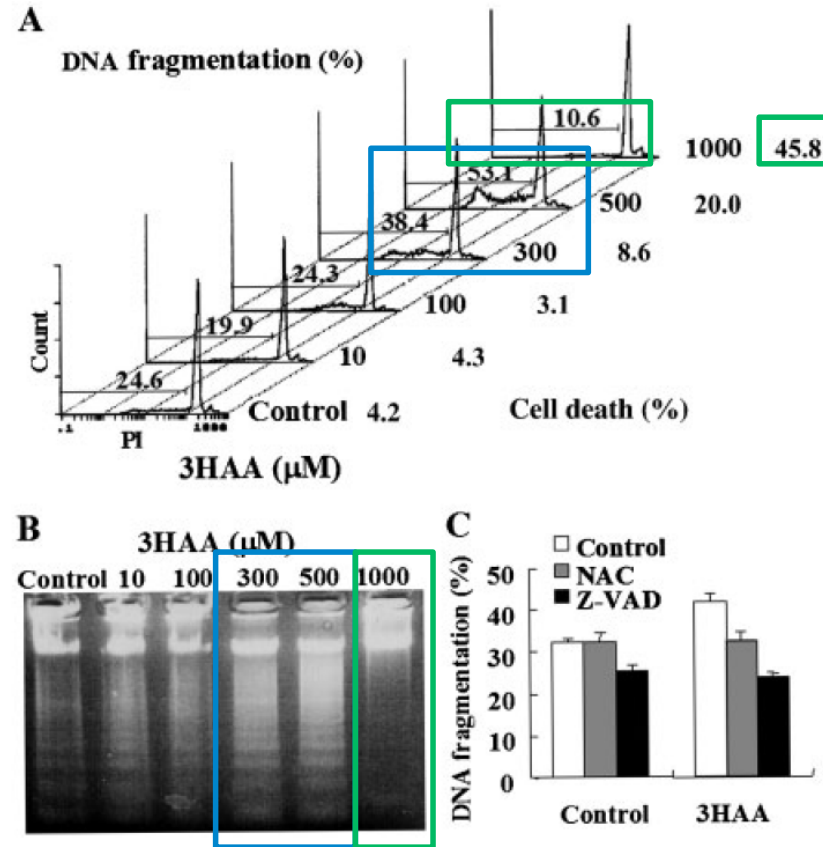 A
DNA fragmentation (%)
10.6
1000 45.8
53.1
500 20.0
38.4
300 8.6
24.3
100 3.1
19.9
10 4.3
24.6
Control 4.2
Cell death (%)
Count
.1 1000
PI
3HAA (μM)
B
3HAA (μM)
Control 10 100 300 500 1000
C
Control
NAC
Z-VAD
DNA fragmentation (%)
50
40
30
20
10
0
Control 3HAA